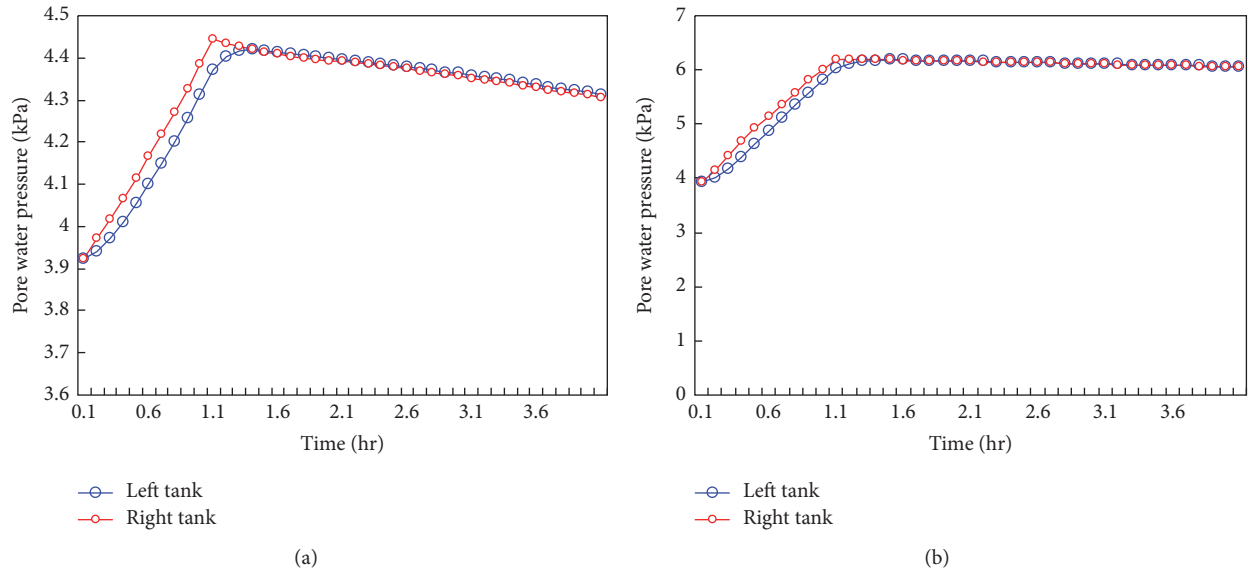 4.5
4.4
4.3
4.2
4.1
4
3.9
3.8
3.7
3.6
Pore water pressure (kPa)
0.1 0.6 1.1 1.6 2.1 2.6 3.1 3.6
Time (hr)
Left tank
Right tank
(a)
7
6
5
4
3
2
1
0
Pore water pressure (kPa)
0.1 0.6 1.1 1.6 2.1 2.6 3.1 3.6
Time (hr)
Left tank
Right tank
(b)